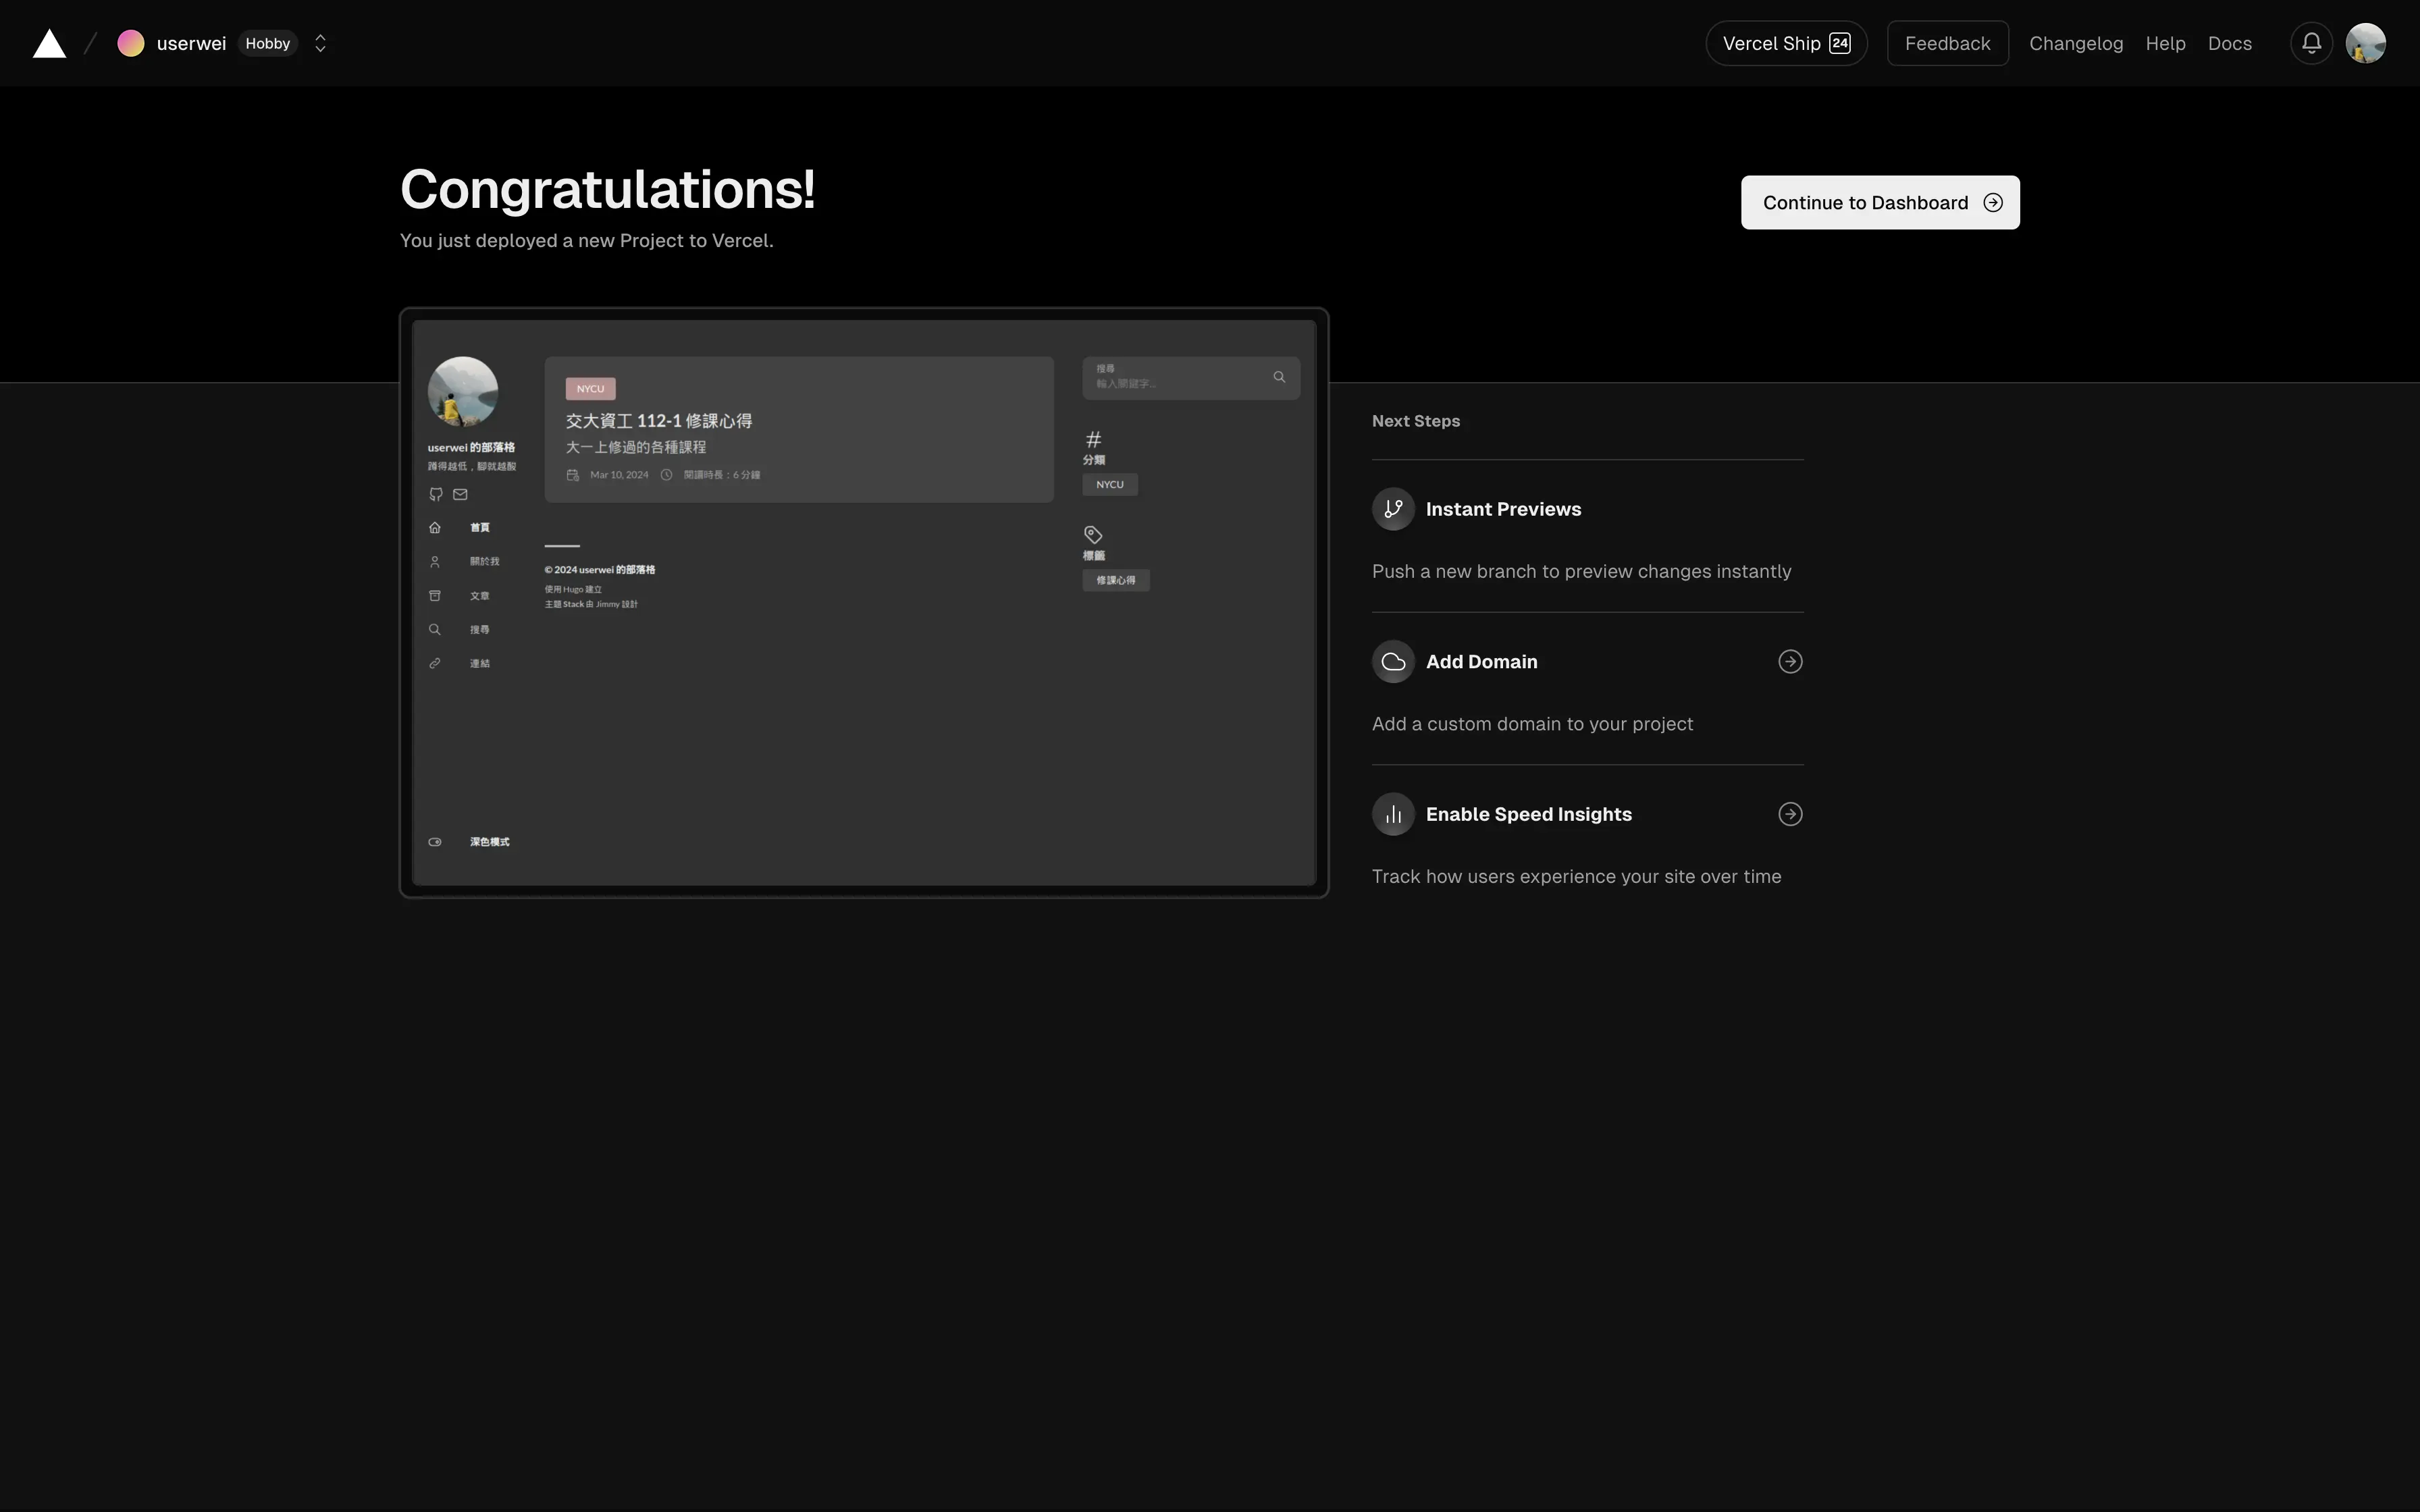 userwei Hobby
Vercel Ship 24 Feedback Changelog Help Docs
Congratulations!
You just deployed a new Project to Vercel.
Continue to Dashboard
userwei 的部落格
蹲得越低，腳就越酸
首頁
關於我
文章
搜尋
連結
深色模式
NYCU
交大資工 112-1 修課心得
大一上修過的各種課程
Mar 10, 2024 閱讀時長：6 分鐘
© 2024 userwei 的部落格
使用 Hugo 建立
主題 Stack 由 Jimmy 設計
搜尋
輸入關鍵字...
分類
NYCU
標籤
修課心得
Next Steps
Instant Previews
Push a new branch to preview changes instantly
Add Domain
Add a custom domain to your project
Enable Speed Insights
Track how users experience your site over time